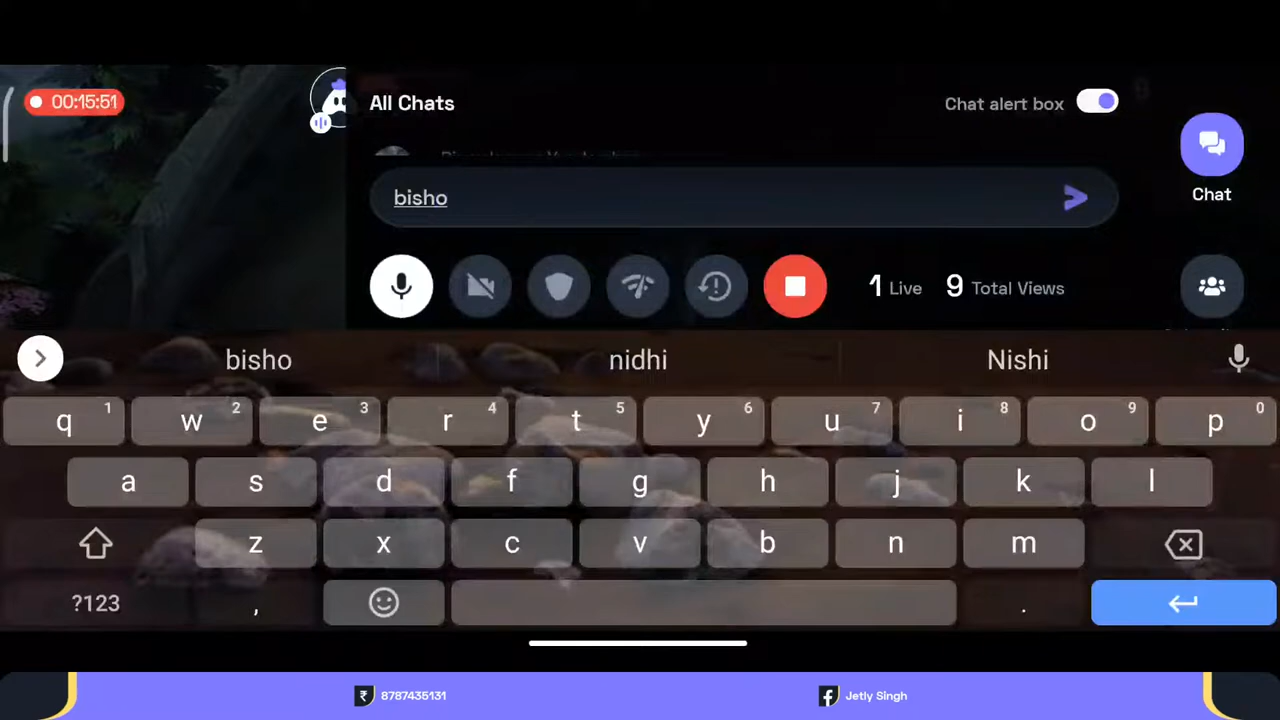 00:15:51
All Chats
Chat alert box
bisho
Chat
1 Live 9 Total Views
bisho nidhi Nishi
q 1 w 2 e 3 r 4 t 5 y 6 u 7 i 8 o 9 p 0
a s d f g h j k l
z x c v b n m
?123 , .
₹ 8787435131 Jetly Singh